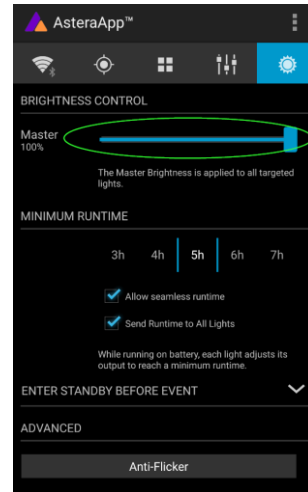 AsteraApp™
BRIGHTNESS CONTROL
Master
100%
The Master Brightness is applied to all targeted
lights.
MINIMUM RUNTIME
3h 4h 5h 6h 7h
Allow seamless runtime
Send Runtime to All Lights
While running on battery, each light adjusts its
output to reach a minimum runtime.
ENTER STANDBY BEFORE EVENT
ADVANCED
Anti-Flicker